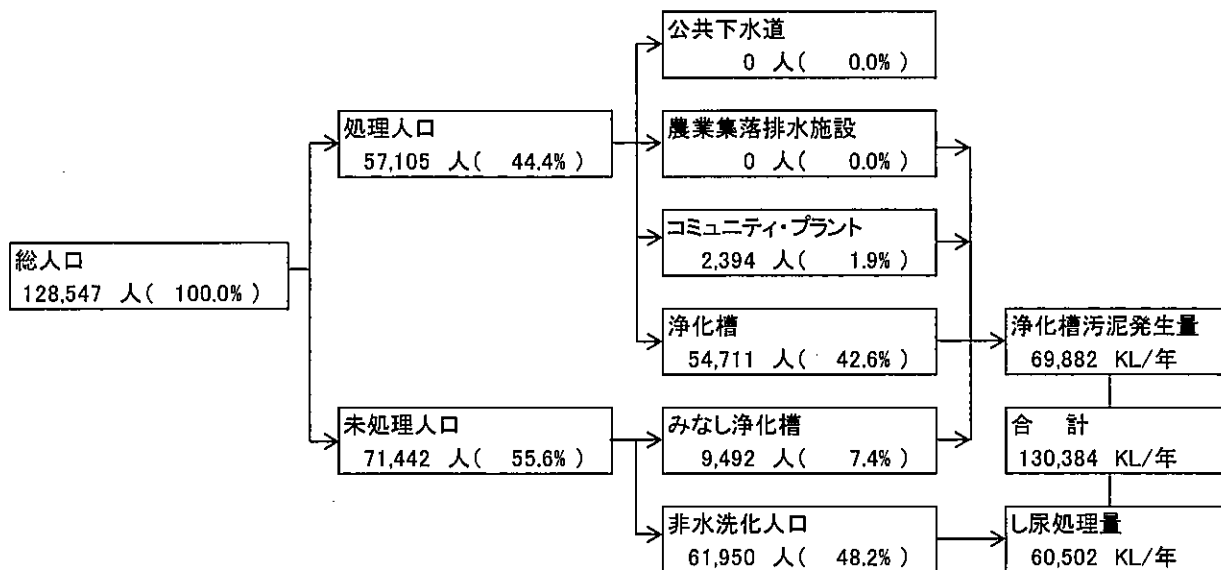 総人口
128,547 人( 100.0% )
処理人口
57,105 人( 44.4% )
未処理人口
71,442 人( 55.6% )
公共下水道
0 人( 0.0% )
農業集落排水施設
0 人( 0.0% )
コミュニティ・プラント
2,394 人( 1.9% )
浄化槽
54,711 人( 42.6% )
みなし浄化槽
9,492 人( 7.4% )
非水洗化人口
61,950 人( 48.2% )
浄化槽汚泥発生量
69,882 KL/年
合 計
130,384 KL/年
し尿処理量
60,502 KL/年